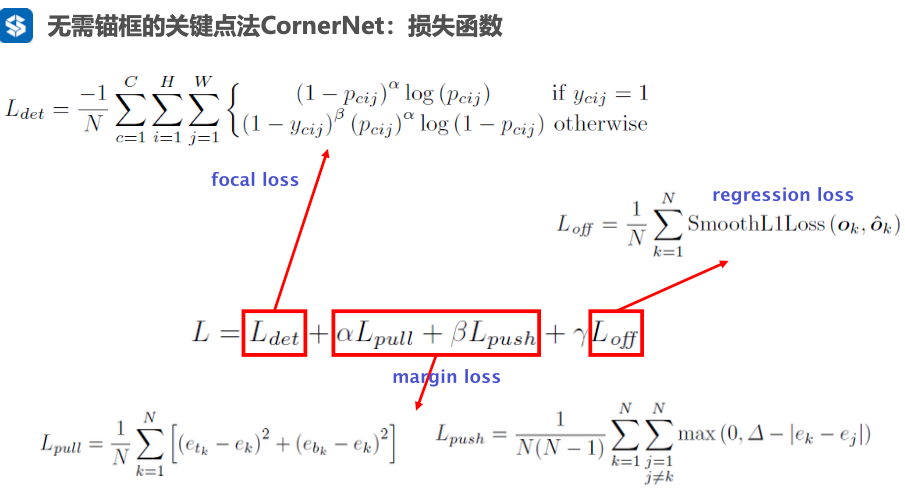 无需锚框的关键点法CornerNet：损失函数
L_{det} = \frac{-1}{N} \sum_{c=1}^{C} \sum_{i=1}^{H} \sum_{j=1}^{W} \begin{cases} (1 - p_{cij})^{\alpha} \log (p_{cij}) & \text{if } y_{cij} = 1 \\ (1 - y_{cij})^{\beta} (p_{cij})^{\alpha} \log (1 - p_{cij}) & \text{otherwise} \end{cases}
focal loss
regression loss
L_{off} = \frac{1}{N} \sum_{k=1}^{N} \text{SmoothL1Loss} (\boldsymbol{o}_k, \hat{\boldsymbol{o}}_k)
L = L_{det} + \alpha L_{pull} + \beta L_{push} + \gamma L_{off}
margin loss
L_{pull} = \frac{1}{N} \sum_{k=1}^{N} \left[ (e_{t_k} - e_k)^2 + (e_{b_k} - e_k)^2 \right]
L_{push} = \frac{1}{N(N-1)} \sum_{k=1}^{N} \sum_{\substack{j=1 \\ j \neq k}}^{N} \max (0, \Delta - |e_k - e_j|)